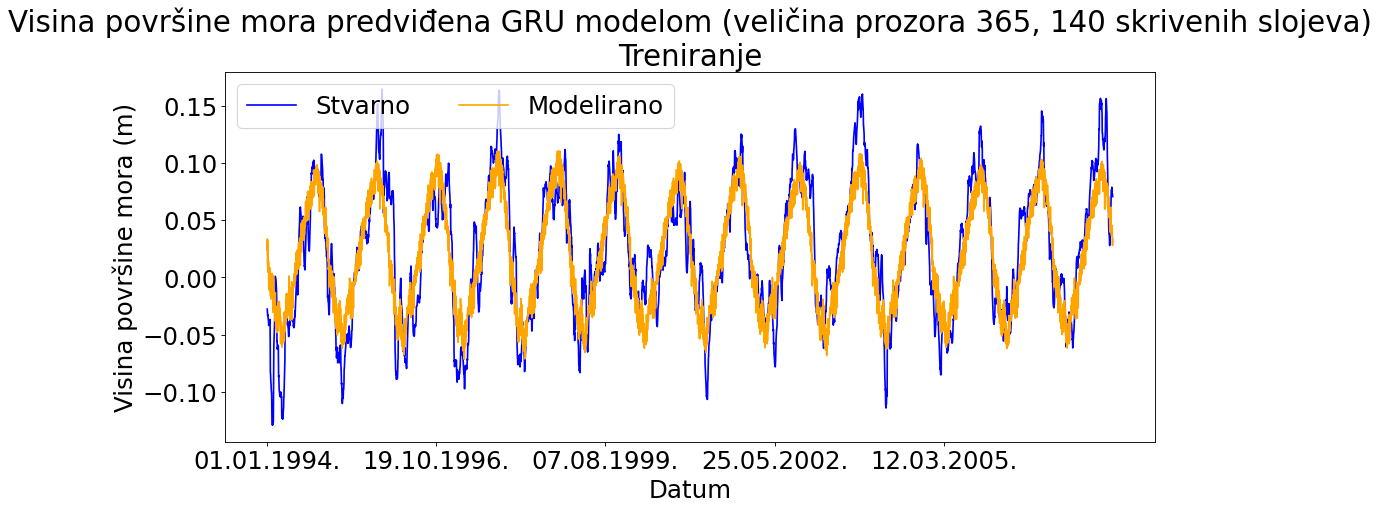 Visina površine mora predviđena GRU modelom (veličina prozora 365, 140 skrivenih slojeva)
Treniranje
Stvarno
Modelirano
Visina površine mora (m)
0.15
0.10
0.05
0.00
−0.05
−0.10
01.01.1994.
19.10.1996.
07.08.1999.
25.05.2002.
12.03.2005.
Datum